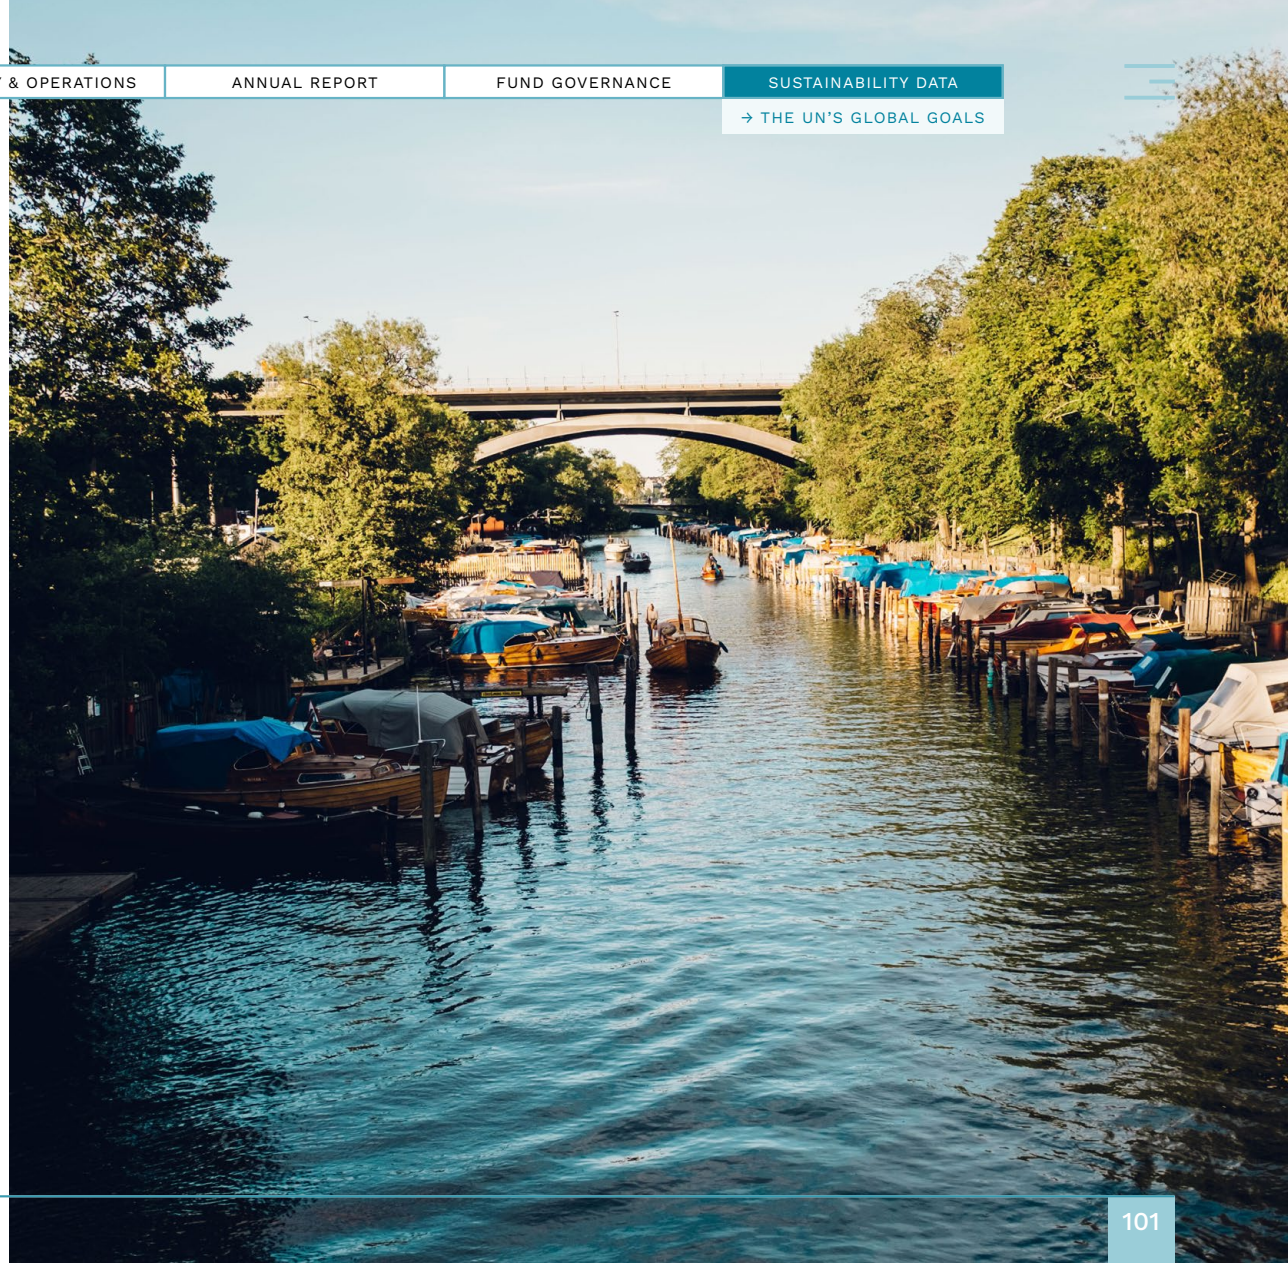 & OPERATIONS
ANNUAL REPORT
FUND GOVERNANCE
SUSTAINABILITY DATA
→ THE UN’S GLOBAL GOALS
101